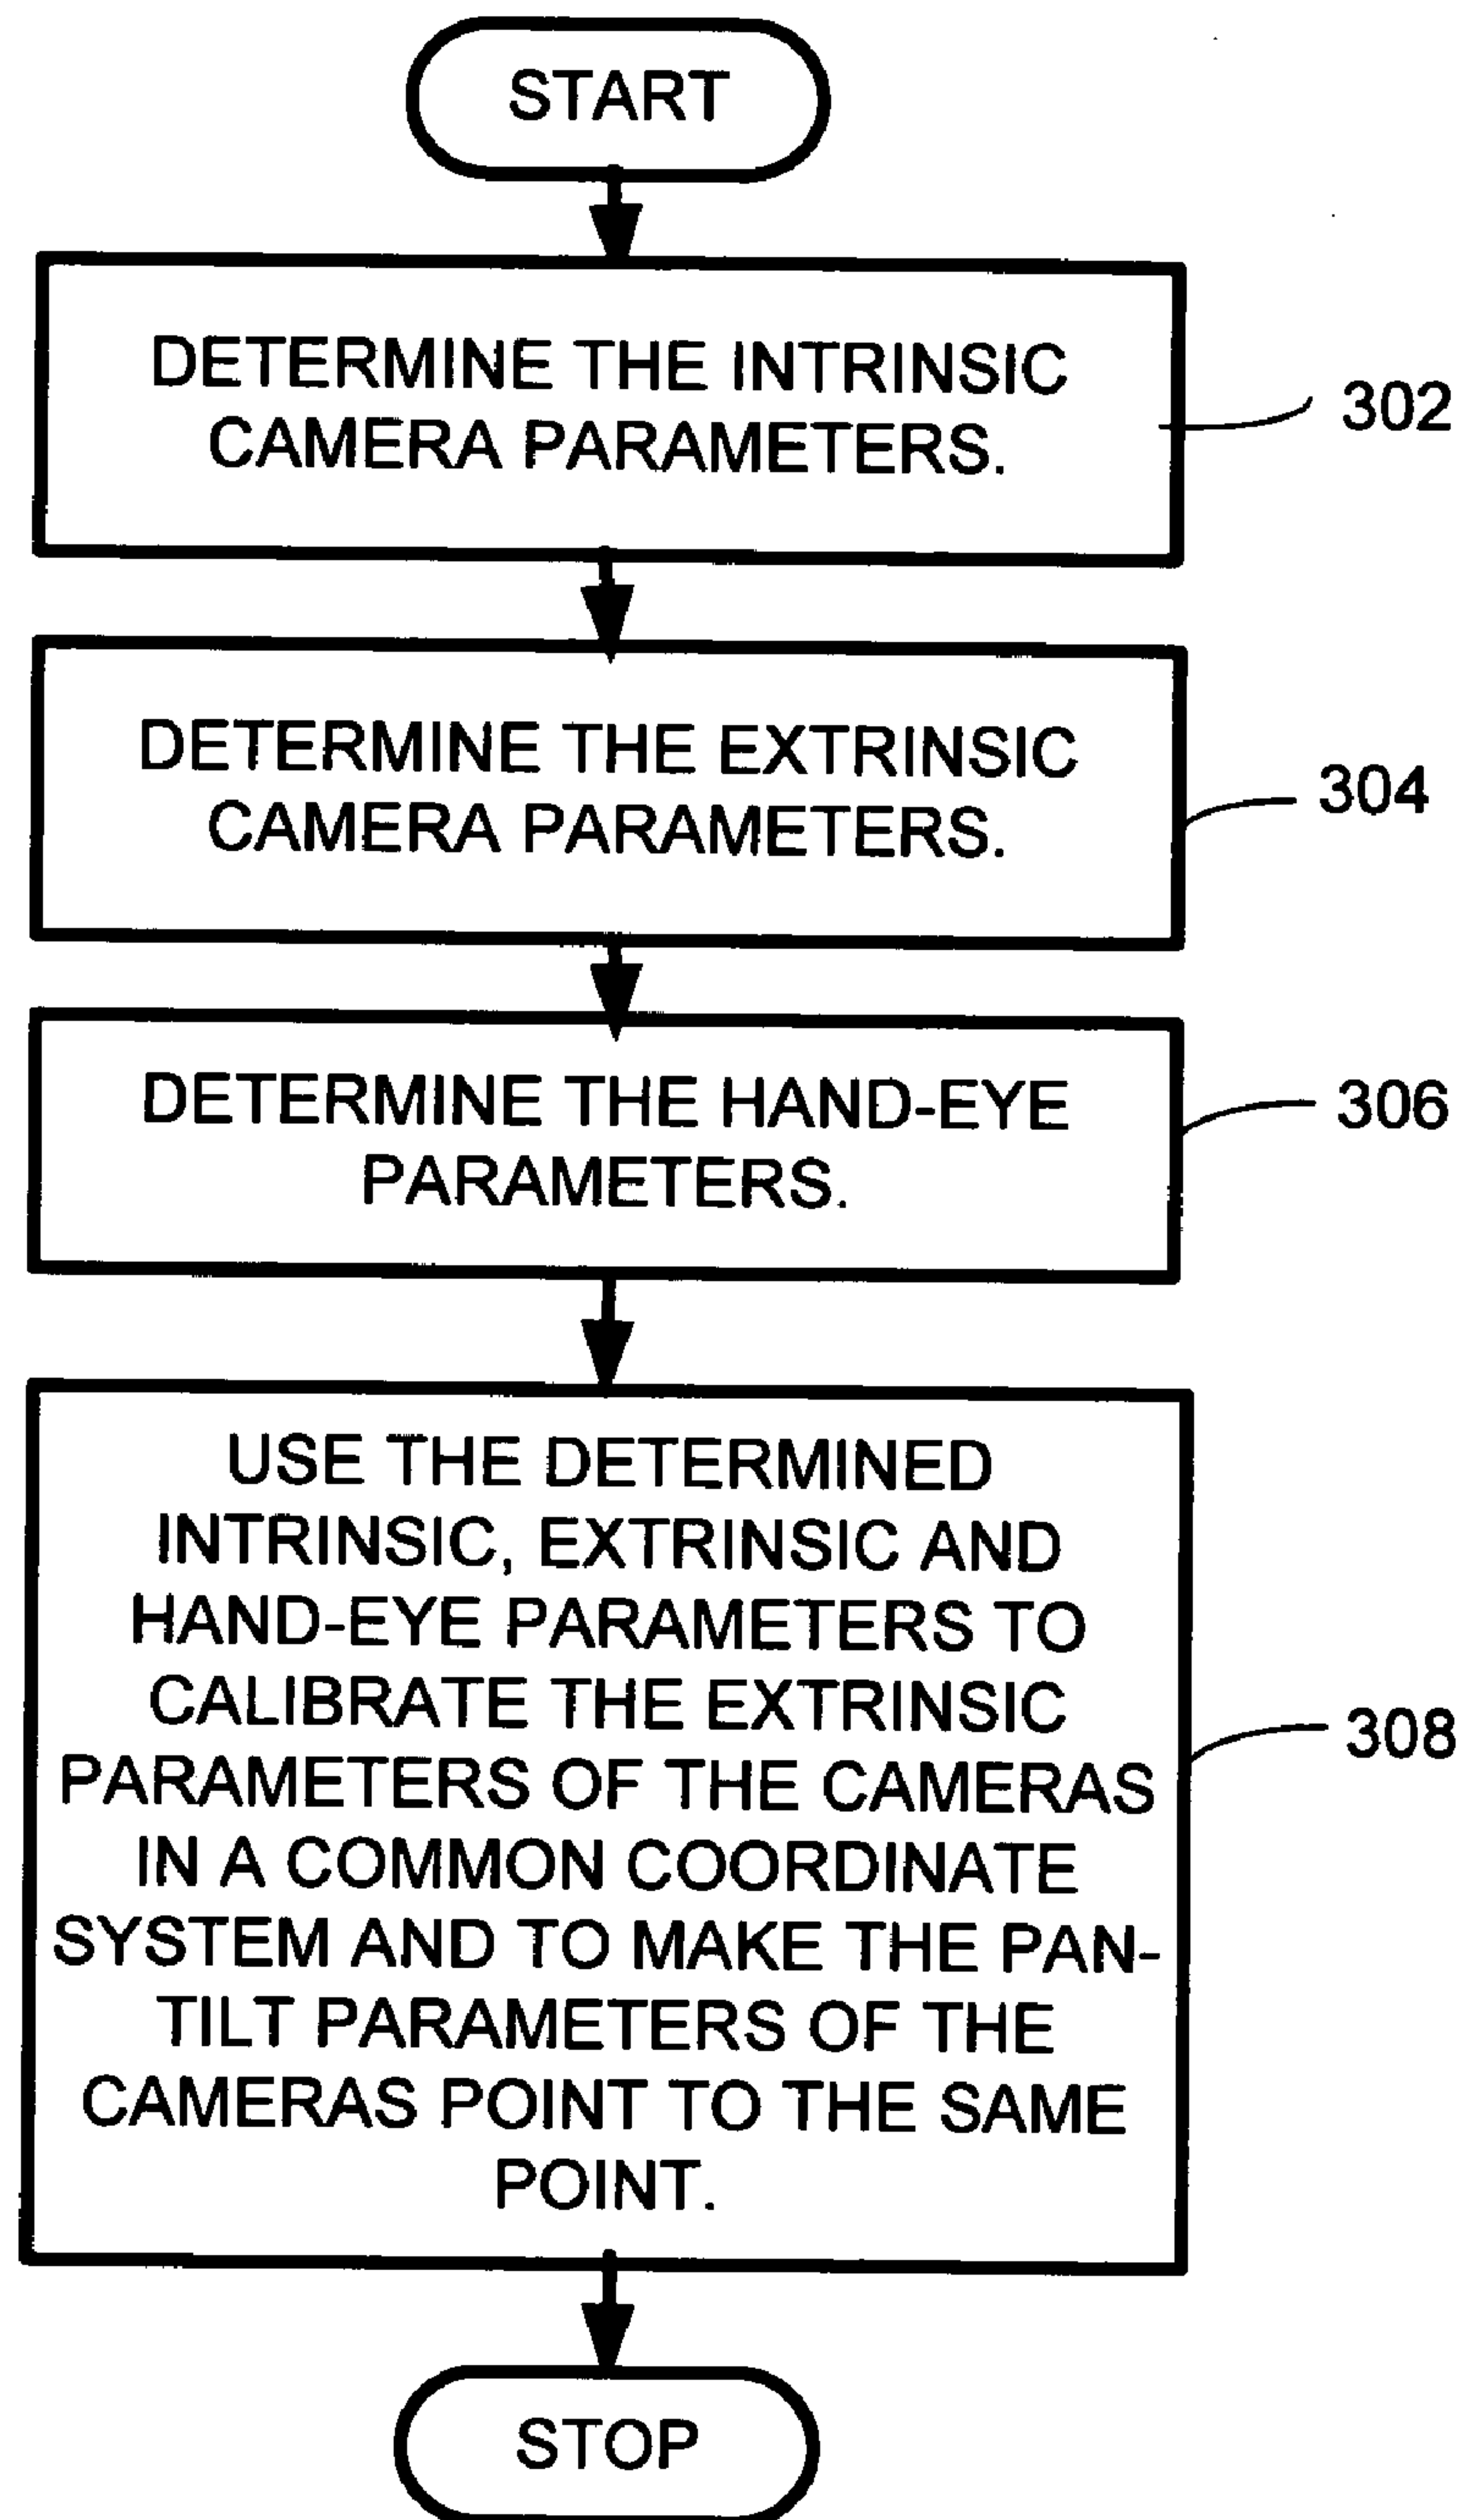 START
DETERMINE THE INTRINSIC
CAMERA PARAMETERS.
302
DETERMINE THE EXTRINSIC
CAMERA PARAMETERS.
304
DETERMINE THE HAND-EYE
PARAMETERS.
306
USE THE DETERMINED
INTRINSIC, EXTRINSIC AND
HAND-EYE PARAMETERS TO
CALIBRATE THE EXTRINSIC
PARAMETERS OF THE CAMERAS
IN A COMMON COORDINATE
SYSTEM AND TO MAKE THE PAN-
TILT PARAMETERS OF THE
CAMERAS POINT TO THE SAME
POINT.
308
STOP